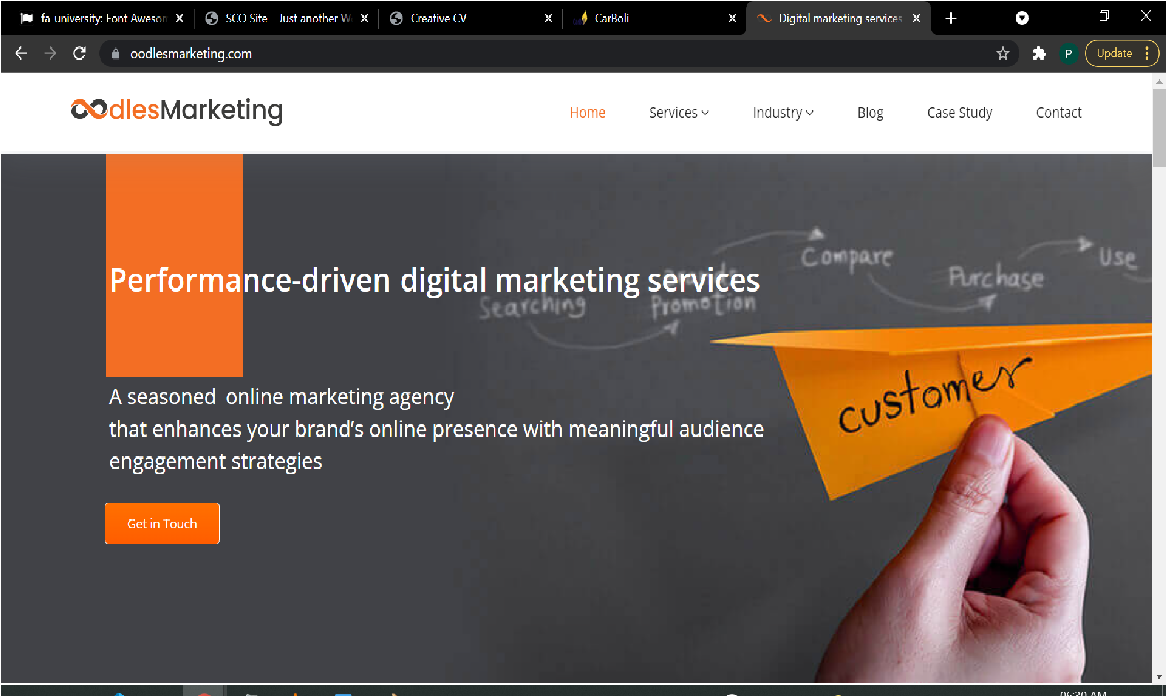 fa-university: Font Awesom
SCO Site – Just another W
Creative CV
CarBoli
Digital marketing services
oodlesmarketing.com
P
Update
oodlesMarketing
Home
Services
Industry
Blog
Case Study
Contact
Performance-driven digital marketing services
Searching
Promotion
Compare
Purchase
Use
customer
A seasoned online marketing agency
that enhances your brand’s online presence with meaningful audience
engagement strategies
Get in Touch